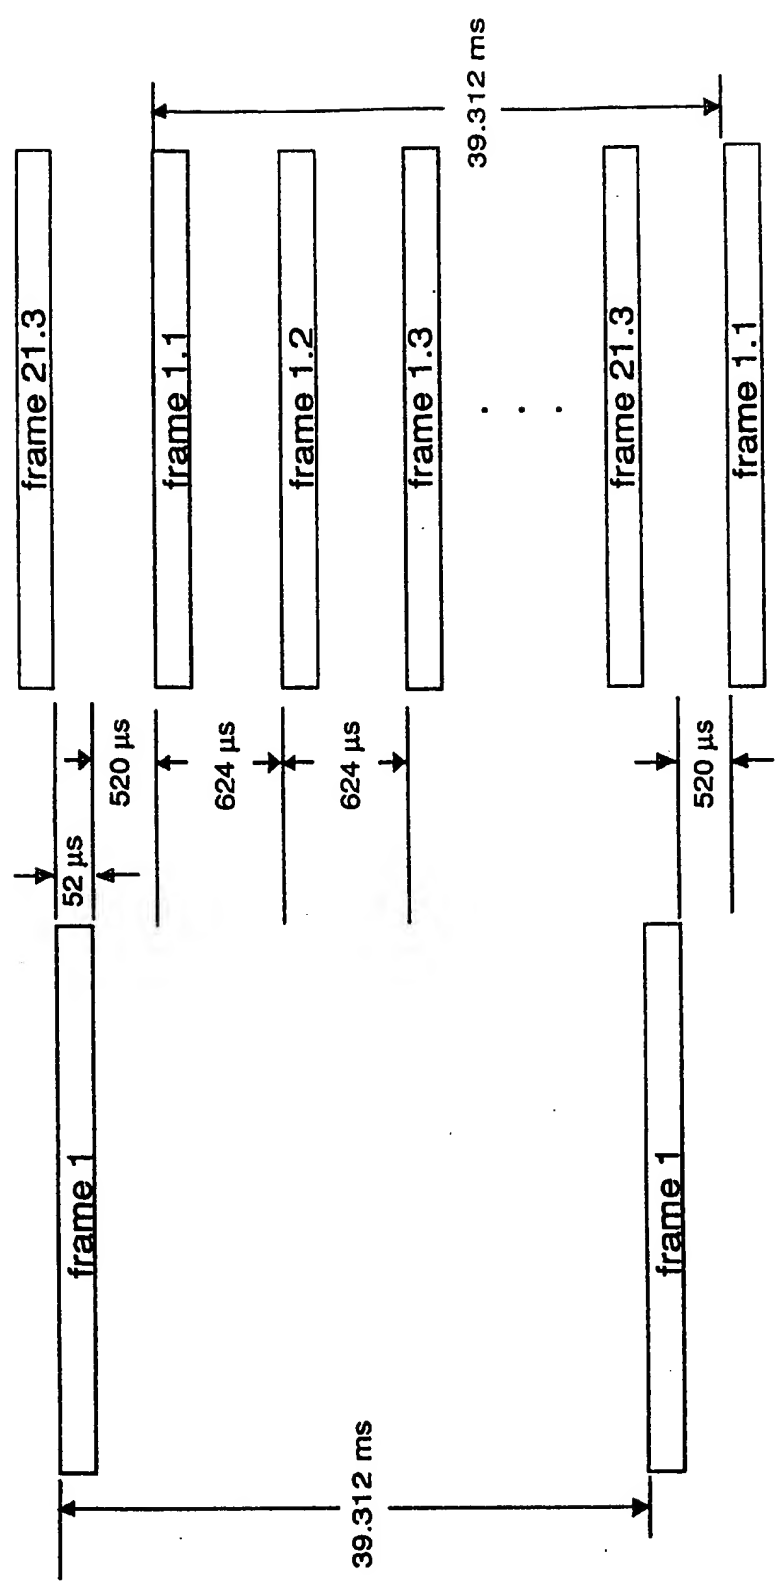 frame 21.3
39.312 ms
frame 1.1
frame 1.2
frame 1.3
. . .
frame 21.3
frame 1.1
52 µs
520 µs
624 µs
624 µs
520 µs
frame 1
frame 1
39.312 ms